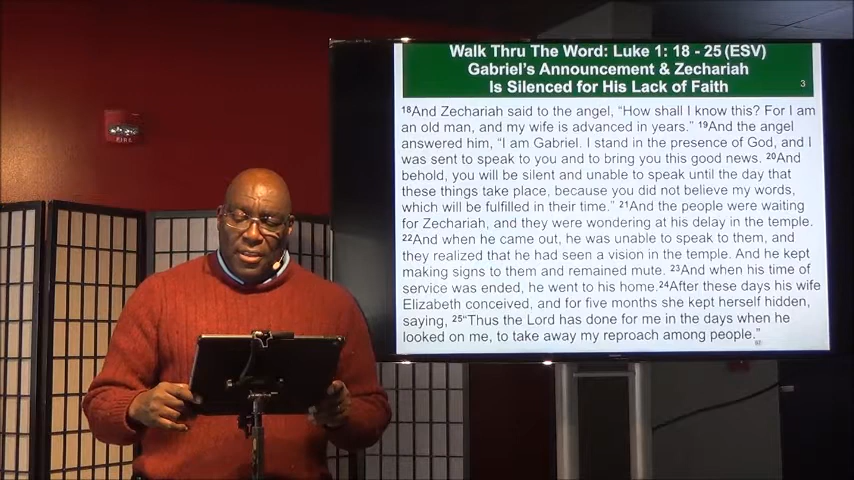 FIRE
Walk Thru The Word: Luke 1: 18 - 25 (ESV)
Gabriel's Announcement & Zechariah
Is Silenced for His Lack of Faith
3
18And Zechariah said to the angel, “How shall I know this? For I am
an old man, and my wife is advanced in years.” 19And the angel
answered him, “I am Gabriel. I stand in the presence of God, and I
was sent to speak to you and to bring you this good news. 20And
behold, you will be silent and unable to speak until the day that
these things take place, because you did not believe my words,
which will be fulfilled in their time.” 21And the people were waiting
for Zechariah, and they were wondering at his delay in the temple.
22And when he came out, he was unable to speak to them, and
they realized that he had seen a vision in the temple. And he kept
making signs to them and remained mute. 23And when his time of
service was ended, he went to his home. 24After these days his wife
Elizabeth conceived, and for five months she kept herself hidden,
saying, 25“Thus the Lord has done for me in the days when he
looked on me, to take away my reproach among people.”